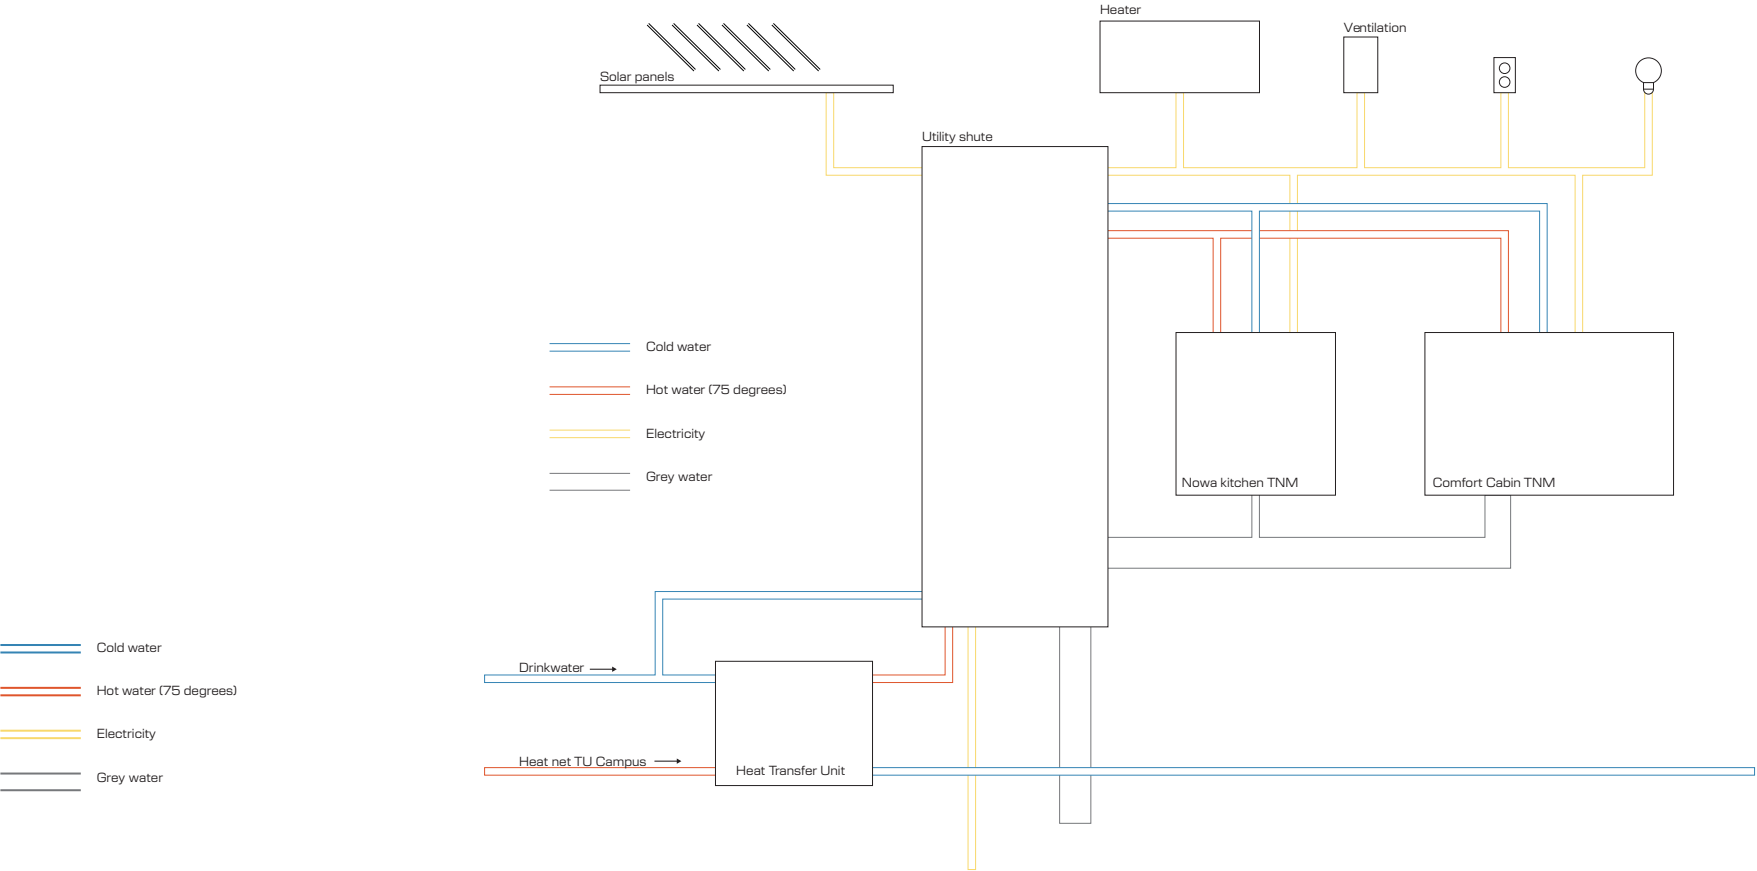 Heater
Ventilation
Solar panels
Utility shute
Cold water
Hot water (75 degrees)
Electricity
Grey water
Nowa kitchen TNM
Comfort Cabin TNM
Cold water
Hot water (75 degrees)
Electricity
Grey water
Drinkwater
Heat net TU Campus
Heat Transfer Unit